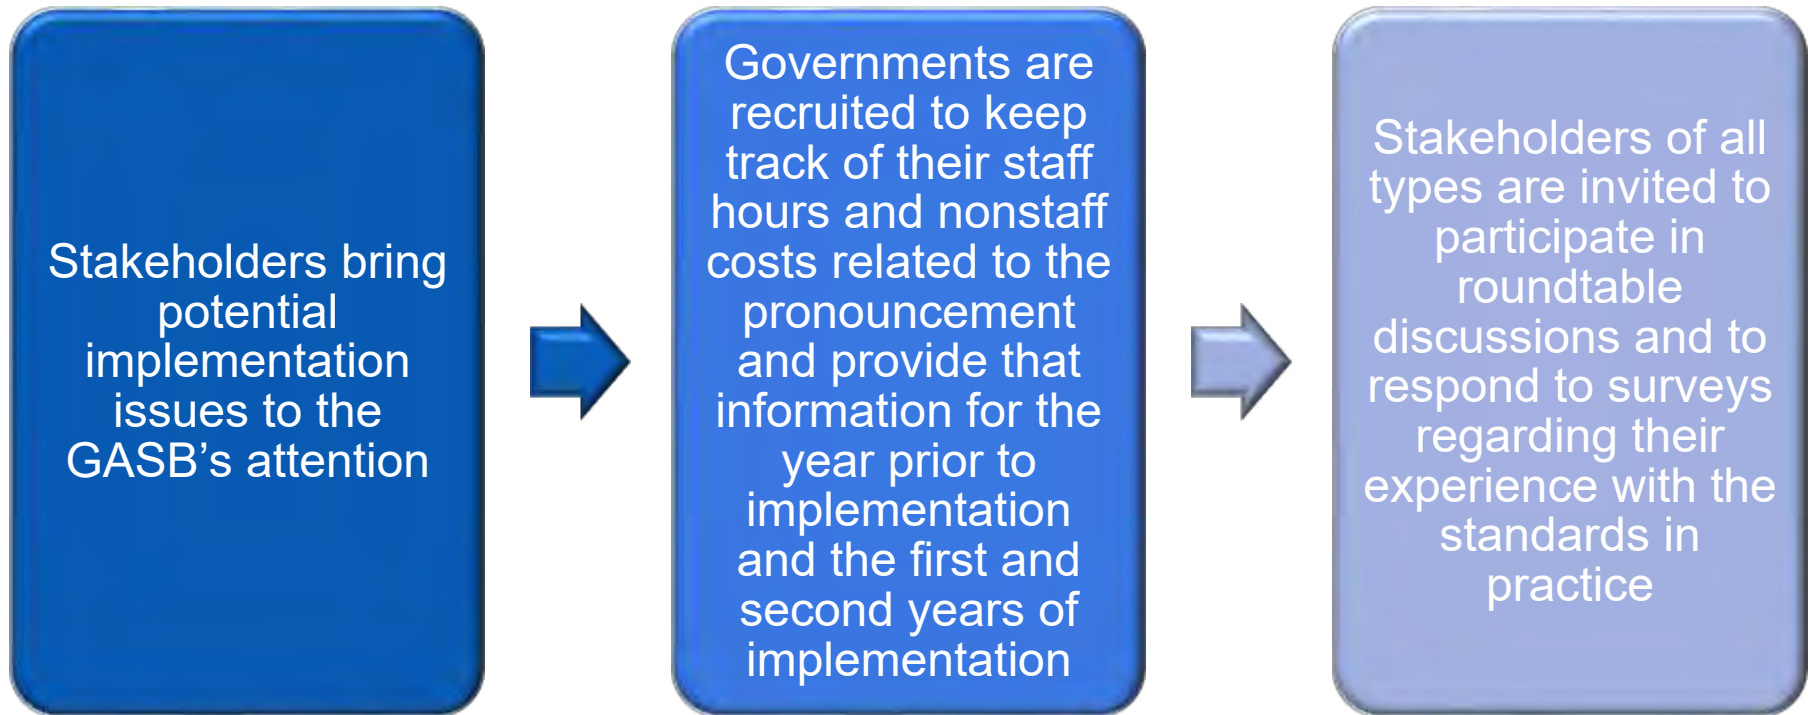 Stakeholders bring
potential
implementation
issues to the
GASB’s attention
Governments are
recruited to keep
track of their staff
hours and nonstaff
costs related to the
pronouncement
and provide that
information for the
year prior to
implementation
and the first and
second years of
implementation
Stakeholders of all
types are invited to
participate in
roundtable
discussions and to
respond to surveys
regarding their
experience with the
standards in
practice